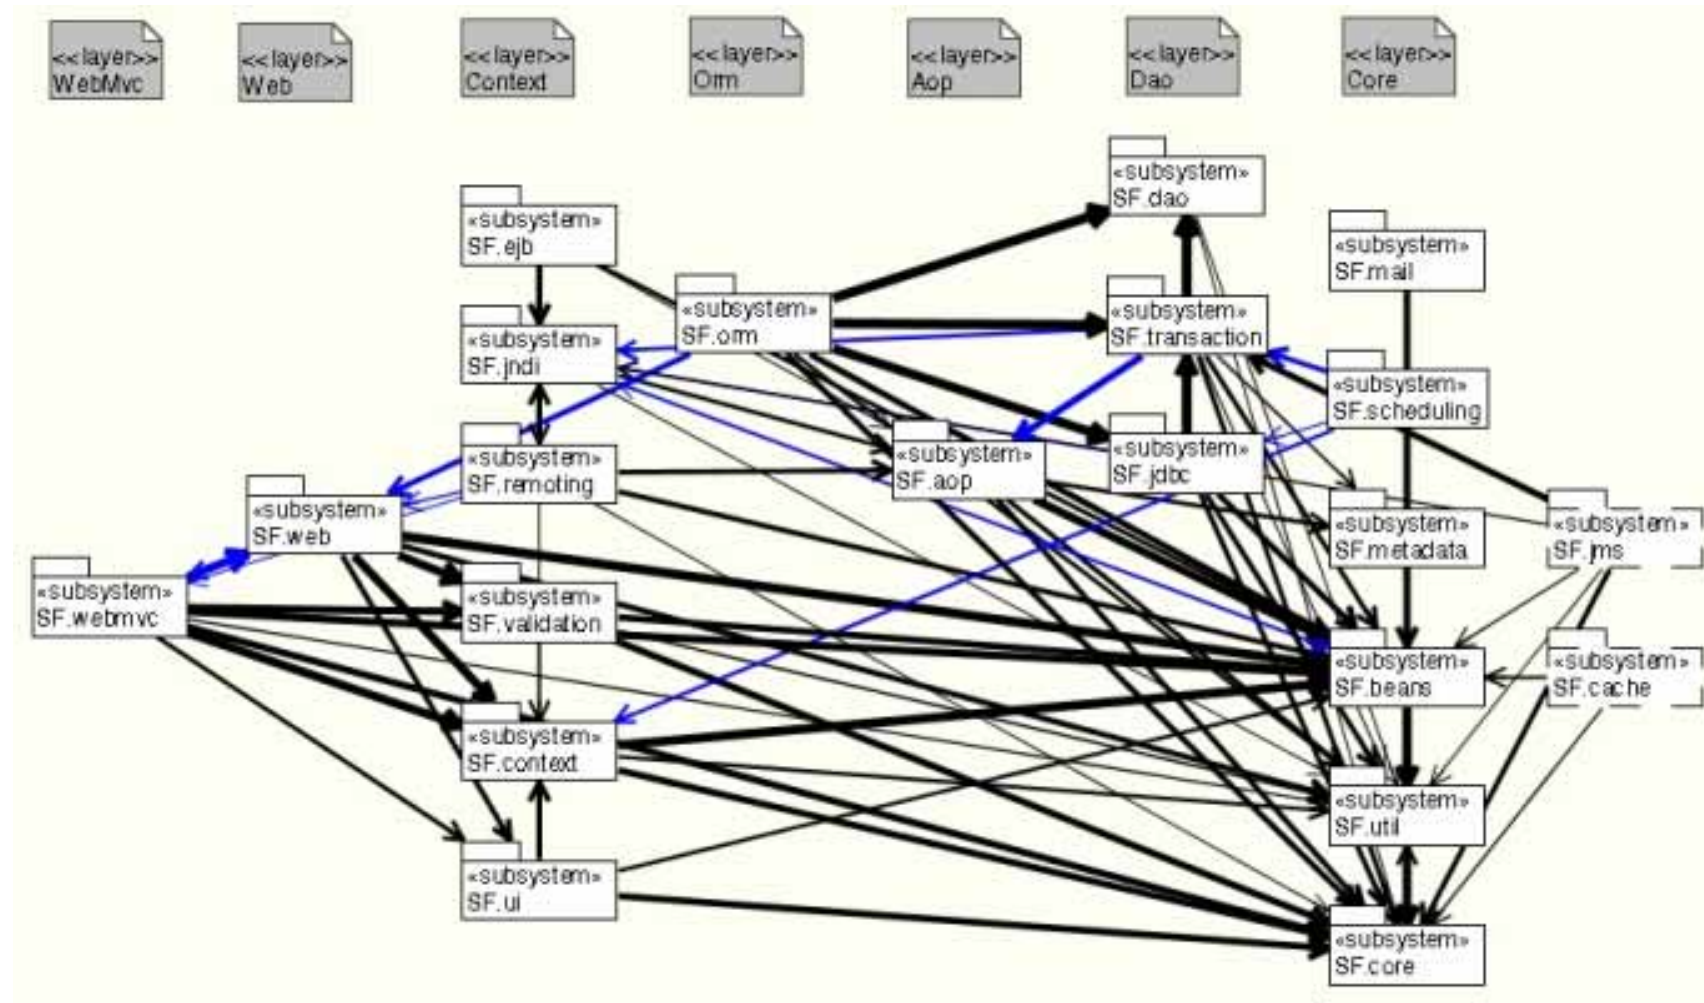 <<layer>>
WebMvc
<<layer>>
Web
<<layer>>
Context
<<layer>>
Orm
<<layer>>
Aop
<<layer>>
Dao
<<layer>>
Core
«subsystem»
SF.dao
«subsystem»
SF.ejb
«subsystem»
SF.mail
«subsystem»
SF.orm
«subsystem»
SF.transaction
«subsystem»
SF.jndi
«subsystem»
SF.scheduling
«subsystem»
SF.remoting
«subsystem»
SF.aop
«subsystem»
SF.jdbc
«subsystem»
SF.web
«subsystem»
SF.metadata
«subsystem»
SF.jms
«subsystem»
SF.webmvc
«subsystem»
SF.validation
«subsystem»
SF.beans
«subsystem»
SF.cache
«subsystem»
SF.context
«subsystem»
SF.util
«subsystem»
SF.ui
«subsystem»
SF.core